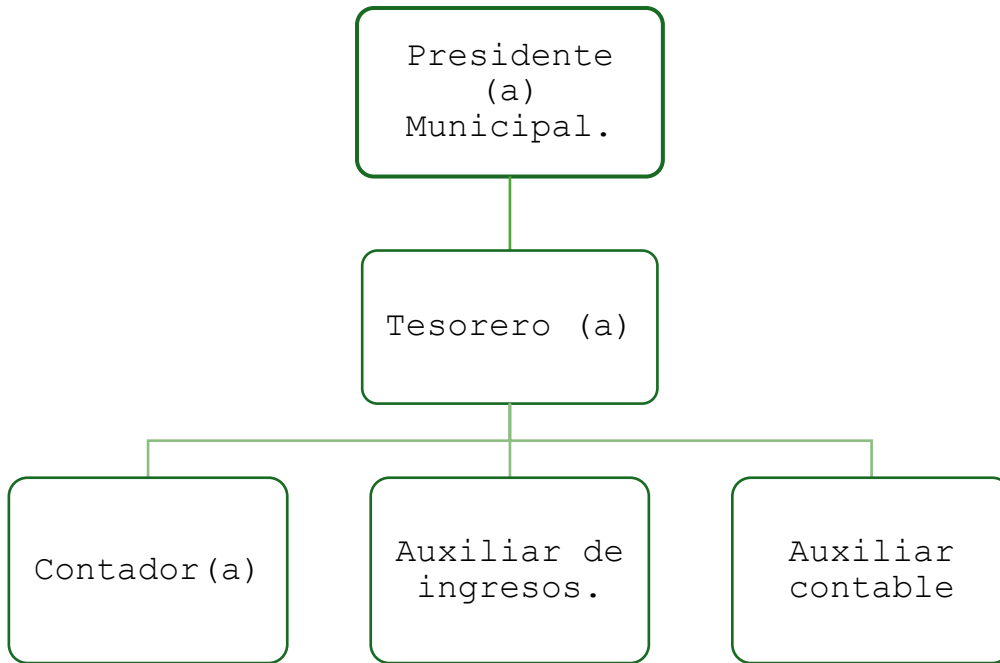 Presidente
(a)
Municipal.
Tesorero (a)
Contador(a)
Auxiliar de
ingresos.
Auxiliar
contable